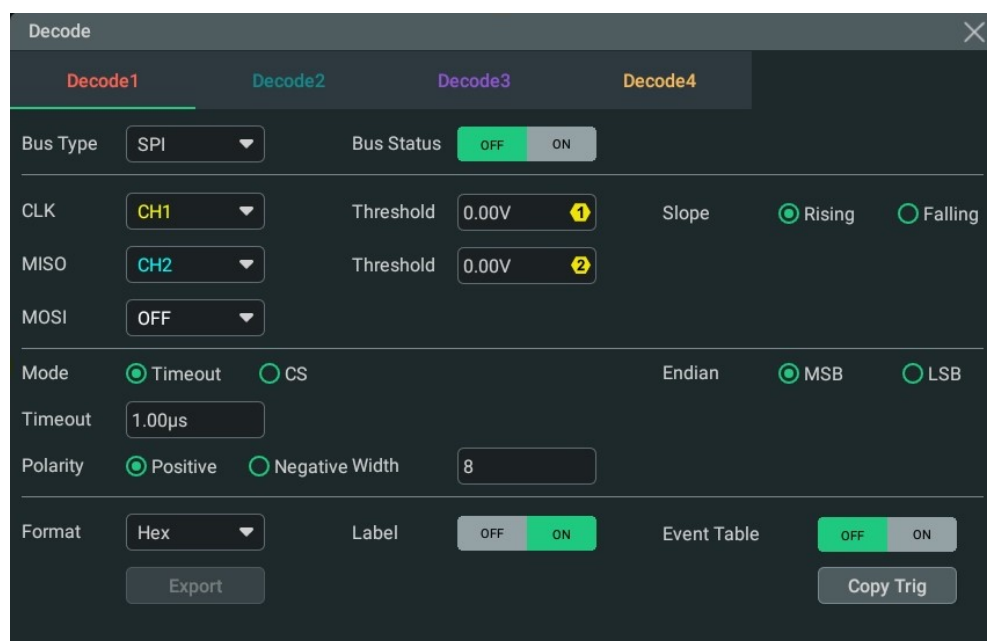 Decode
Decode1 Decode2 Decode3 Decode4
Bus Type SPI Bus Status OFF ON
CLK CH1 Threshold 0.00V 1 Slope Rising Falling
MISO CH2 Threshold 0.00V 2
MOSI OFF
Mode Timeout CS Endian MSB LSB
Timeout 1.00µs
Polarity Positive Negative Width 8
Format Hex Label OFF ON Event Table OFF ON
Export Copy Trig